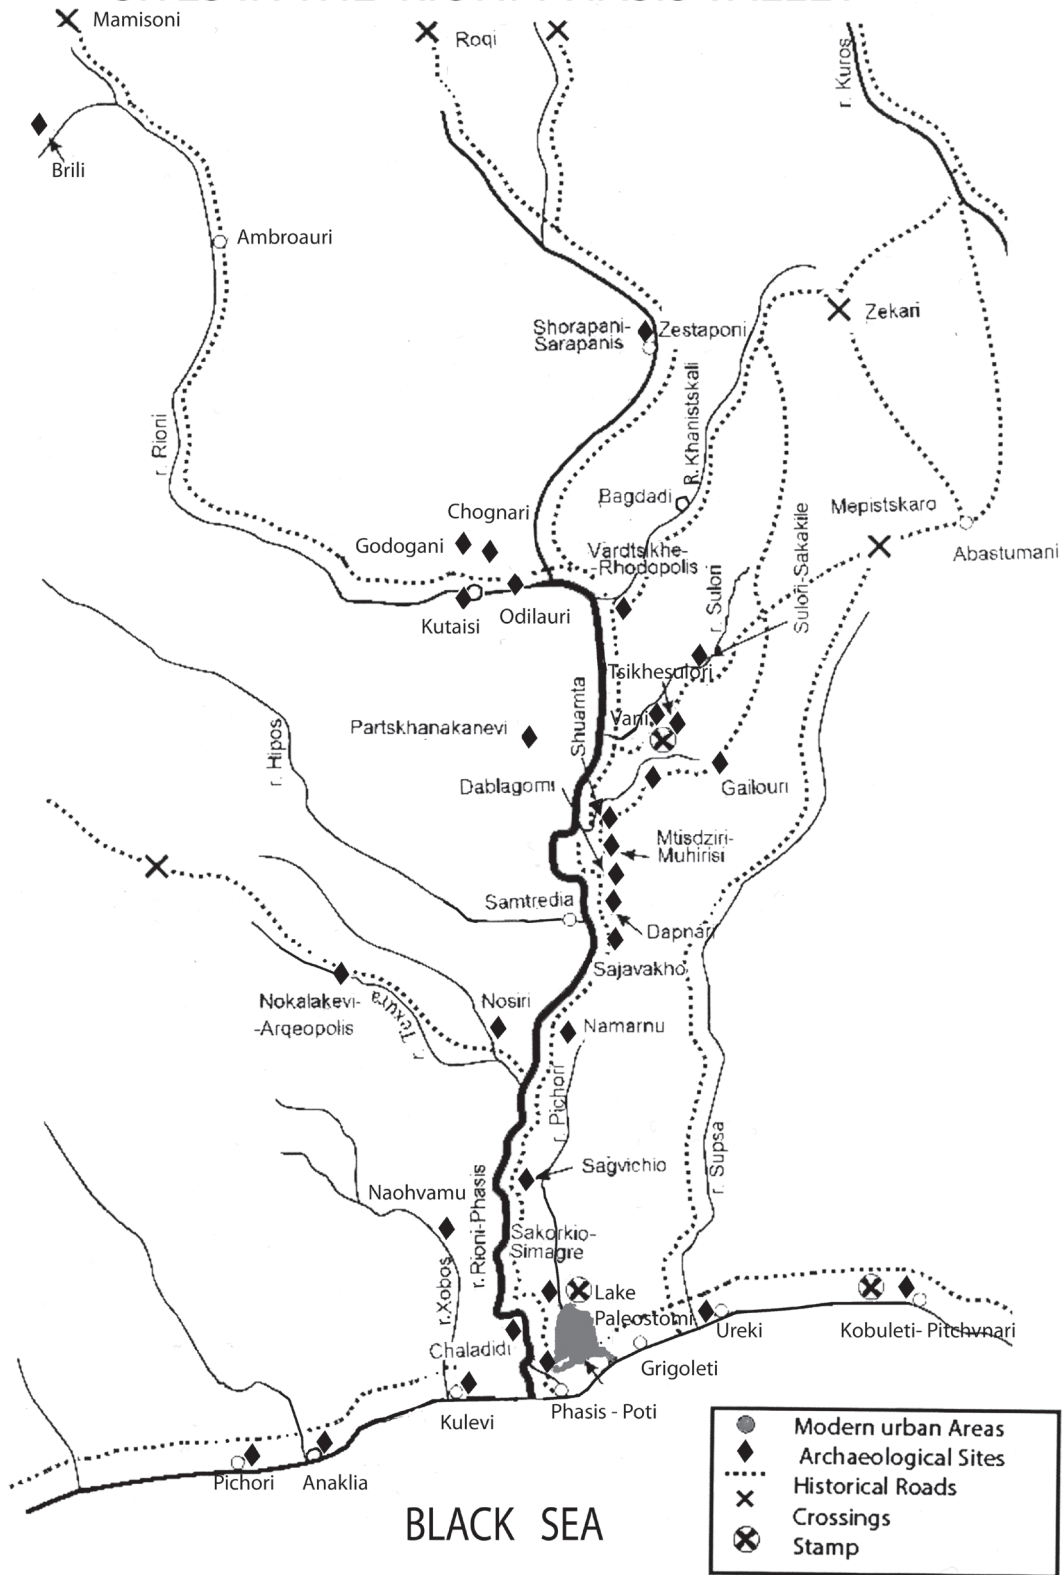 Mamisoni
Roqi
r. Kuros
Brili
Ambroauri
Zekari
Shorapani-
Sarapanis
Zestaponi
R. Khanistskali
r. Rioni
Bagdadi
Mepistskaro
Chognari
Godogani
Abastumani
Vardtsikhe-
-Rhodopolis
Sulori-Sakakile
r. Sulori
Odilauri
Kutaisi
Tsikhesulori
Shuamta
Vani
Partskhanakanevi
r. Hipos
Dablagomi
Gailouri
Mtisdziri-
Muhirisi
Samtredia
Dapnari
Sajavakho
Nokalakevi-
-Arqeopolis
r. Texura
Nosiri
Namarnu
r. Pichori
r. Supsa
Sagvichio
Naohvamu
r. Rioni-Phasis
Sakorkio-
Simagre
r.Xobos
Lake
Paleostomi
Chaladidi
Ureki
Kobuleti- Pitchvnari
Grigoleti
Kulevi
Phasis - Poti
Pichori
Anaklia
BLACK SEA
Modern urban Areas
Archaeological Sites
Historical Roads
Crossings
Stamp